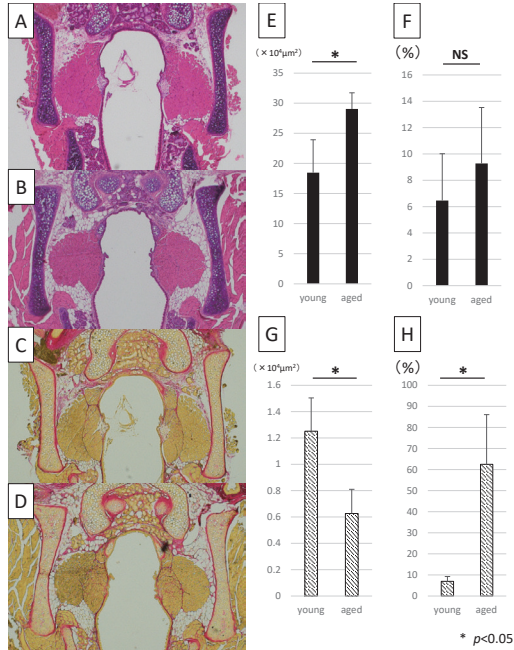 A
B
C
D
E
(×10⁴μm²)
*
35
30
25
20
15
10
5
0
young aged
F
(%)
NS
16
14
12
10
8
6
4
2
0
young aged
G
(×10⁴μm²)
*
1.6
1.4
1.2
1
0.8
0.6
0.4
0.2
0
young aged
H
(%)
*
100
90
80
70
60
50
40
30
20
10
0
young aged
* p<0.05